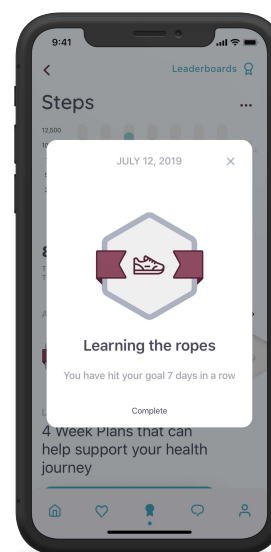 9:41
Leaderboards
Steps
12,500
JULY 12, 2019
Learning the ropes
You have hit your goal 7 days in a row
Complete
4 Week Plans that can
help support your health
journey